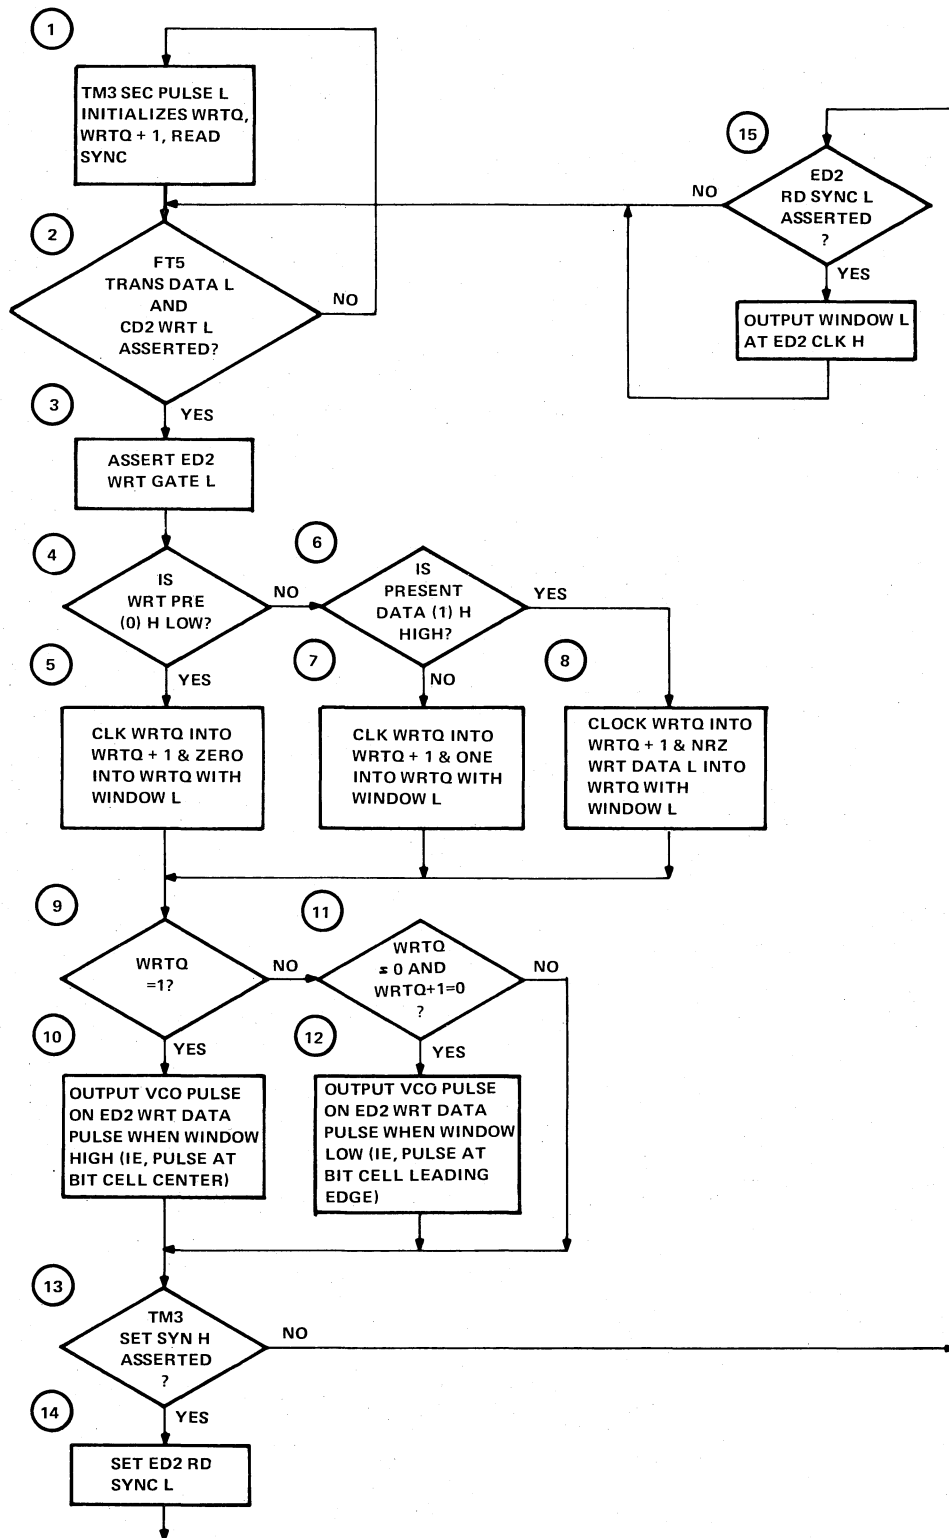 1
TM3 SEC PULSE L
INITIALIZES WRTQ,
WRTQ + 1, READ
SYNC
2
FT5
TRANS DATA L
AND
CD2 WRT L
ASSERTED?
NO
YES
15
ED2
RD SYNC L
ASSERTED
?
NO
YES
OUTPUT WINDOW L
AT ED2 CLK H
3
ASSERT ED2
WRT GATE L
4
IS
WRT PRE
(0) H LOW?
NO
YES
6
IS
PRESENT
DATA (1) H
HIGH?
YES
NO
5
CLK WRTQ INTO
WRTQ + 1 & ZERO
INTO WRTQ WITH
WINDOW L
7
CLK WRTQ INTO
WRTQ + 1 & ONE
INTO WRTQ WITH
WINDOW L
8
CLOCK WRTQ INTO
WRTQ + 1 & NRZ
WRT DATA L INTO
WRTQ WITH
WINDOW L
9
WRTQ
=1?
NO
YES
11
WRTQ
= 0 AND
WRTQ+1=0
?
NO
YES
10
OUTPUT VCO PULSE
ON ED2 WRT DATA
PULSE WHEN WINDOW
HIGH (IE, PULSE AT
BIT CELL CENTER)
12
OUTPUT VCO PULSE
ON ED2 WRT DATA
PULSE WHEN WINDOW
LOW (IE, PULSE AT
BIT CELL LEADING
EDGE)
13
TM3
SET SYN H
ASSERTED
?
NO
YES
14
SET ED2 RD
SYNC L